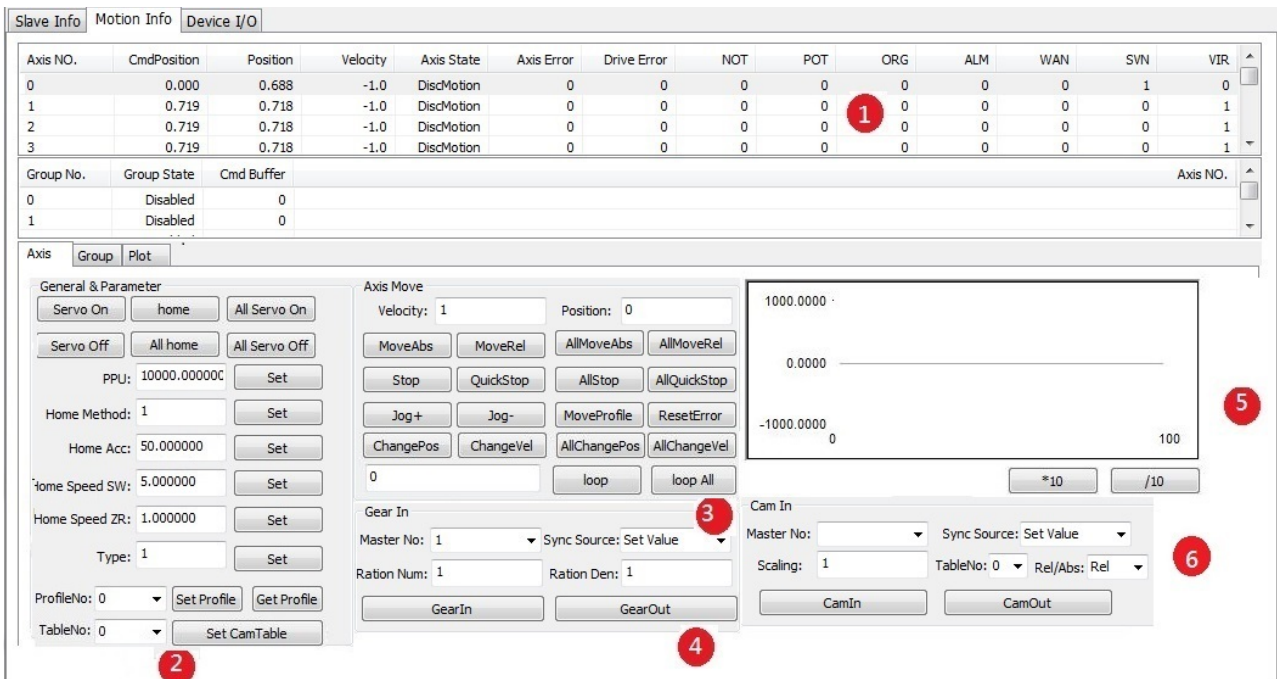 Slave Info Motion Info Device I/O
Axis NO. CmdPosition Position Velocity Axis State Axis Error Drive Error NOT POT ORG ALM WAN SVN VIR
0 0.000 0.688 -1.0 DiscMotion 0 0 0 0 0 0 0 1 0
1 0.719 0.718 -1.0 DiscMotion 0 0 0 0 0 0 0 0 1
2 0.719 0.718 -1.0 DiscMotion 0 0 0 0 0 0 0 0 1
3 0.719 0.718 -1.0 DiscMotion 0 0 0 0 0 0 0 0 1
1
Group No. Group State Cmd Buffer Axis NO.
0 Disabled 0
1 Disabled 0
Axis Group Plot
General & Parameter
Servo On home All Servo On
Servo Off All home All Servo Off
PPU: 10000.000000 Set
Home Method: 1 Set
Home Acc: 50.000000 Set
Home Speed SW: 5.000000 Set
Home Speed ZR: 1.000000 Set
Type: 1 Set
ProfileNo: 0 Set Profile Get Profile
TableNo: 0 Set CamTable
2
Axis Move
Velocity: 1 Position: 0
MoveAbs MoveRel AllMoveAbs AllMoveRel
Stop QuickStop AllStop AllQuickStop
Jog+ Jog- MoveProfile ResetError
ChangePos ChangeVel AllChangePos AllChangeVel
0 loop loop All
3
Gear In
Master No: 1 Sync Source: Set Value
Ration Num: 1 Ration Den: 1
GearIn GearOut
4
1000.0000
0.0000
-1000.0000
0 100
5
*10 /10
Cam In
Master No: Sync Source: Set Value
Scaling: 1 TableNo: 0 Rel/Abs: Rel
CamIn CamOut
6